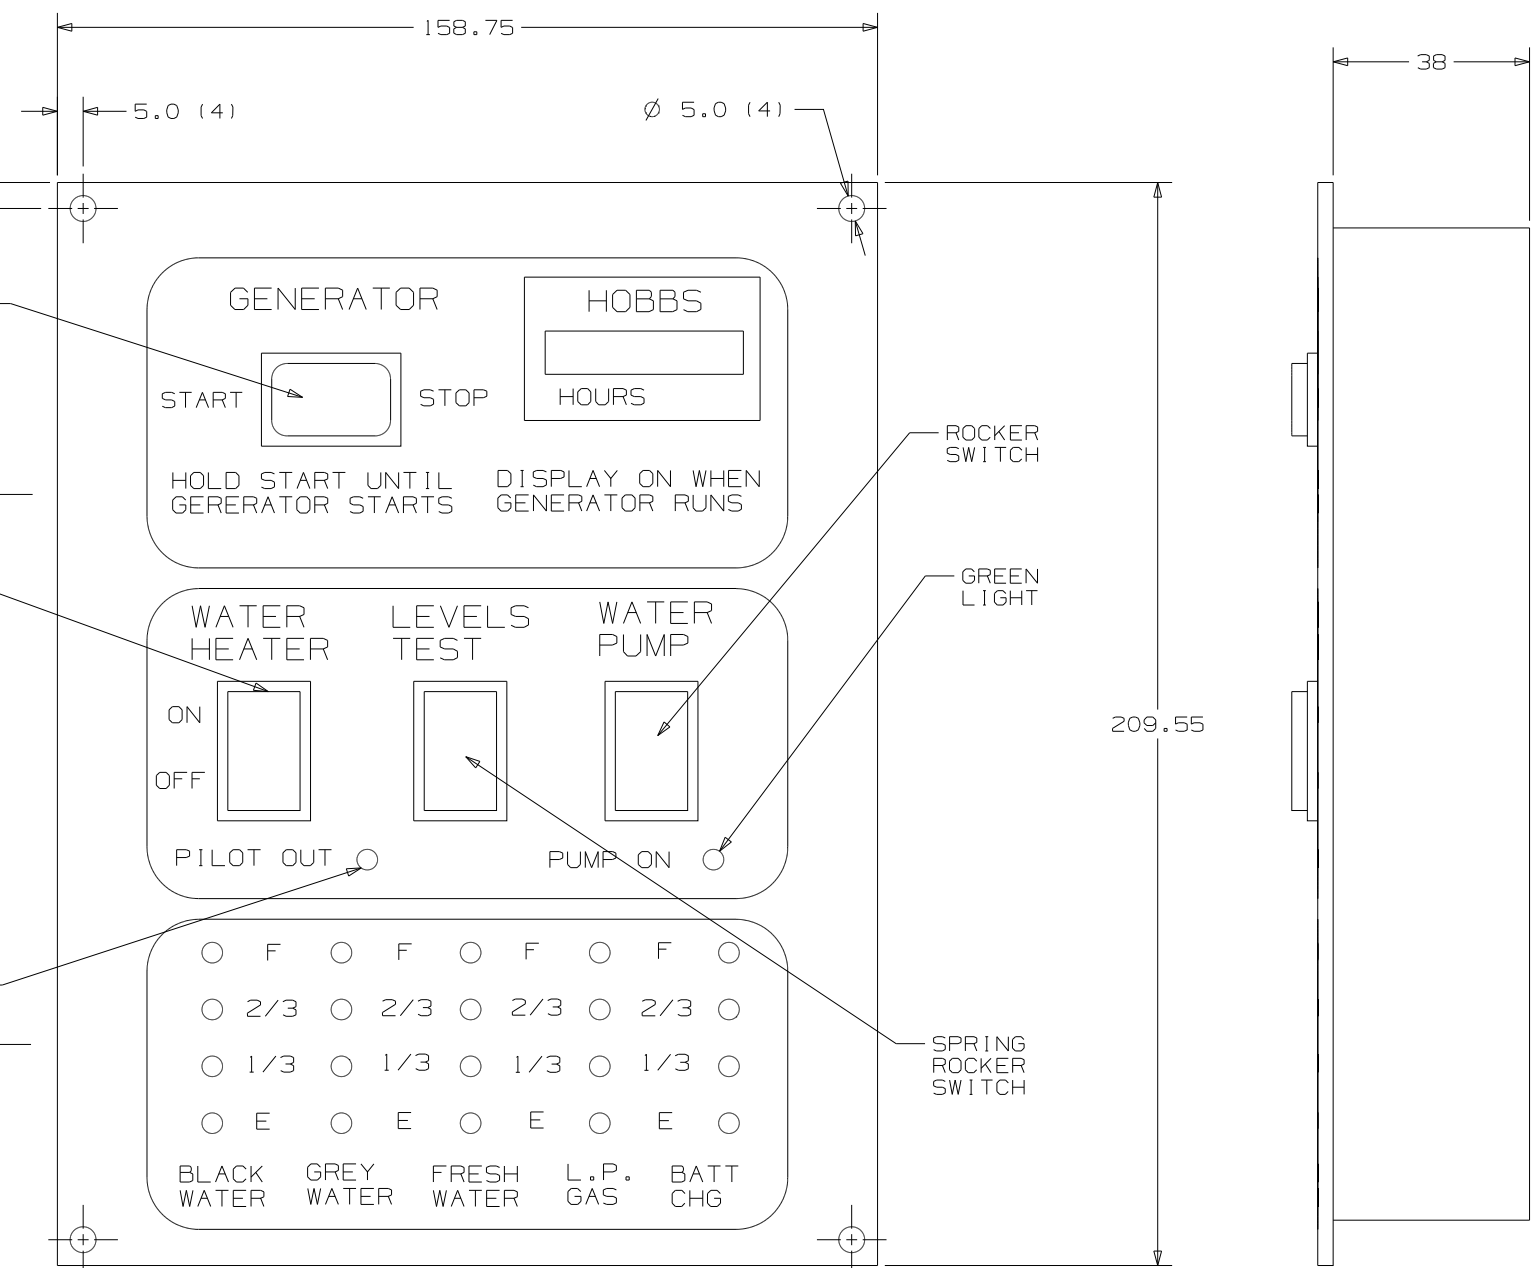 158.75
38
5.0 (4)
Ø 5.0 (4)
GENERATOR
HOBBS
START
STOP
HOURS
ROCKER
SWITCH
HOLD START UNTIL
GERERATOR STARTS
DISPLAY ON WHEN
GENERATOR RUNS
GREEN
LIGHT
WATER
HEATER
LEVELS
TEST
WATER
PUMP
ON
OFF
209.55
PILOT OUT
PUMP ON
F F F F
2/3 2/3 2/3 2/3
1/3 1/3 1/3 1/3
E E E E
SPRING
ROCKER
SWITCH
BLACK
WATER
GREY
WATER
FRESH
WATER
L.P.
GAS
BATT
CHG